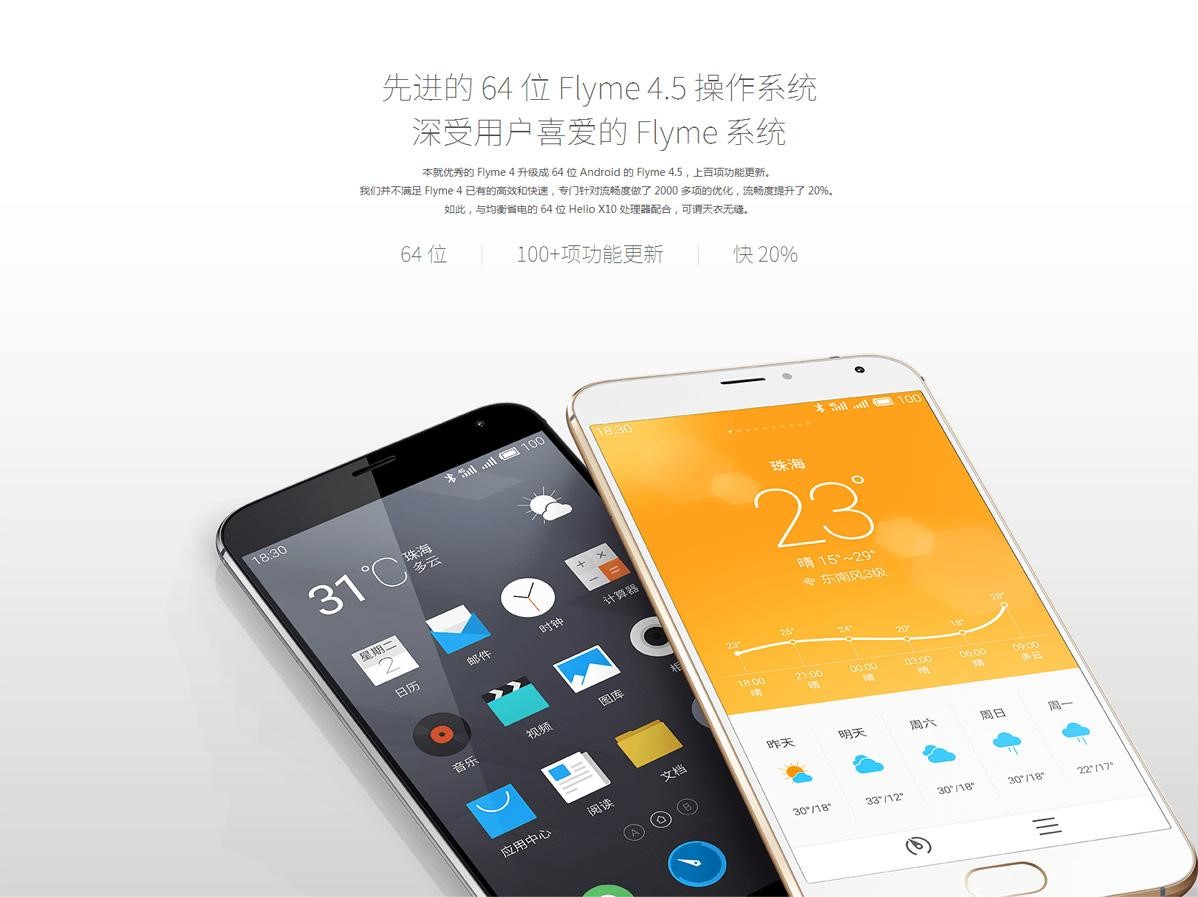 先进的 64 位 Flyme 4.5 操作系统
深受用户喜爱的 Flyme 系统
本就优秀的 Flyme 4 升级成 64 位 Android 的 Flyme 4.5，上百项功能更新。
我们并不满足 Flyme 4 已有的高效和快速，专门针对流畅度做了 2000 多项的优化，流畅度提升了 20%。
如此，与均衡省电的 64 位 Helio X10 处理器配合，可谓天衣无缝。
64 位
100+项功能更新
快 20%
18:30
4G
100
31℃
珠海
多云
星期二
2
日历
邮件
时钟
计算器
音乐
视频
图库
相
应用中心
阅读
文档
A
B
18:30
4G
100
珠海
23°
晴 15°~29°
东南风3级
23° 26° 24° 20° 18° 28°
18:00 21:00 00:00 03:00 06:00 09:00
晴 晴 晴 晴 晴 多云
昨天 明天 周六 周日 周一
30°/18° 33°/12° 30°/18° 30°/18° 22°/17°